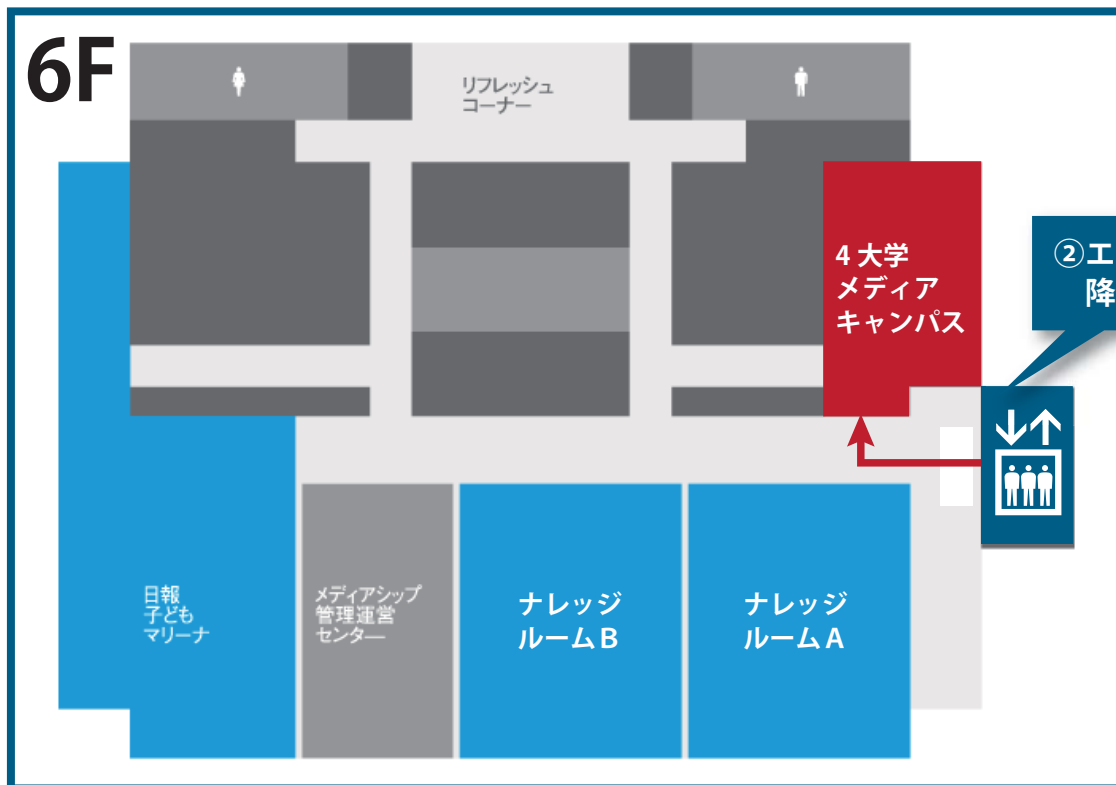 6F
リフレッシュ
コーナー
4 大学
メディア
キャンパス
②エ
降
日報
子ども
マリーナ
メディアシップ
管理運営
センター
ナレッジ
ルームB
ナレッジ
ルームA